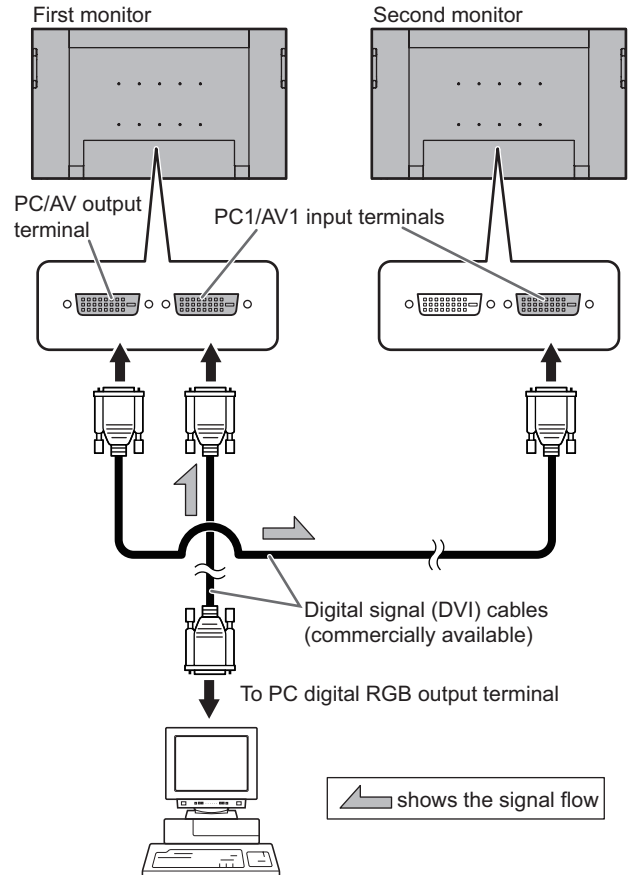 First monitor
Second monitor
PC/AV output
terminal
PC1/AV1 input terminals
Digital signal (DVI) cables
(commercially available)
To PC digital RGB output terminal
shows the signal flow